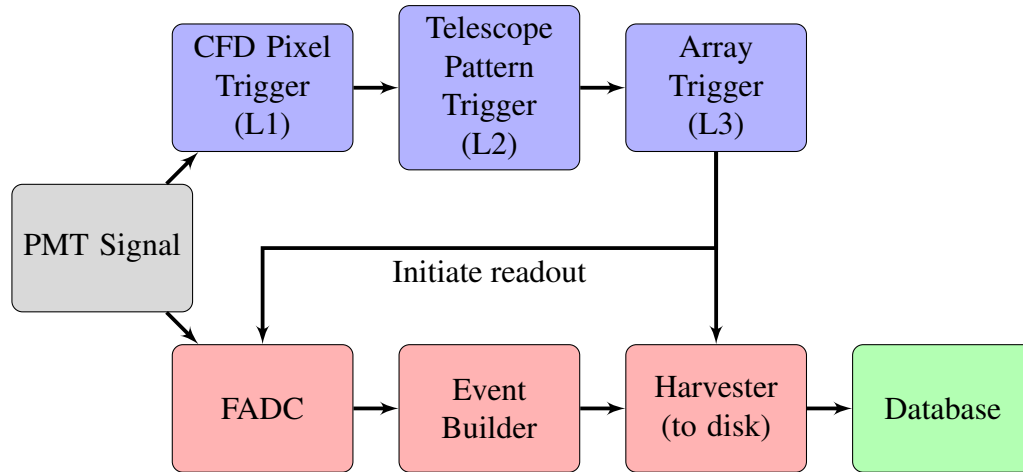 CFD Pixel
Trigger
(L1)
Telescope
Pattern
Trigger
(L2)
Array
Trigger
(L3)
PMT Signal
Initiate readout
FADC
Event
Builder
Harvester
(to disk)
Database